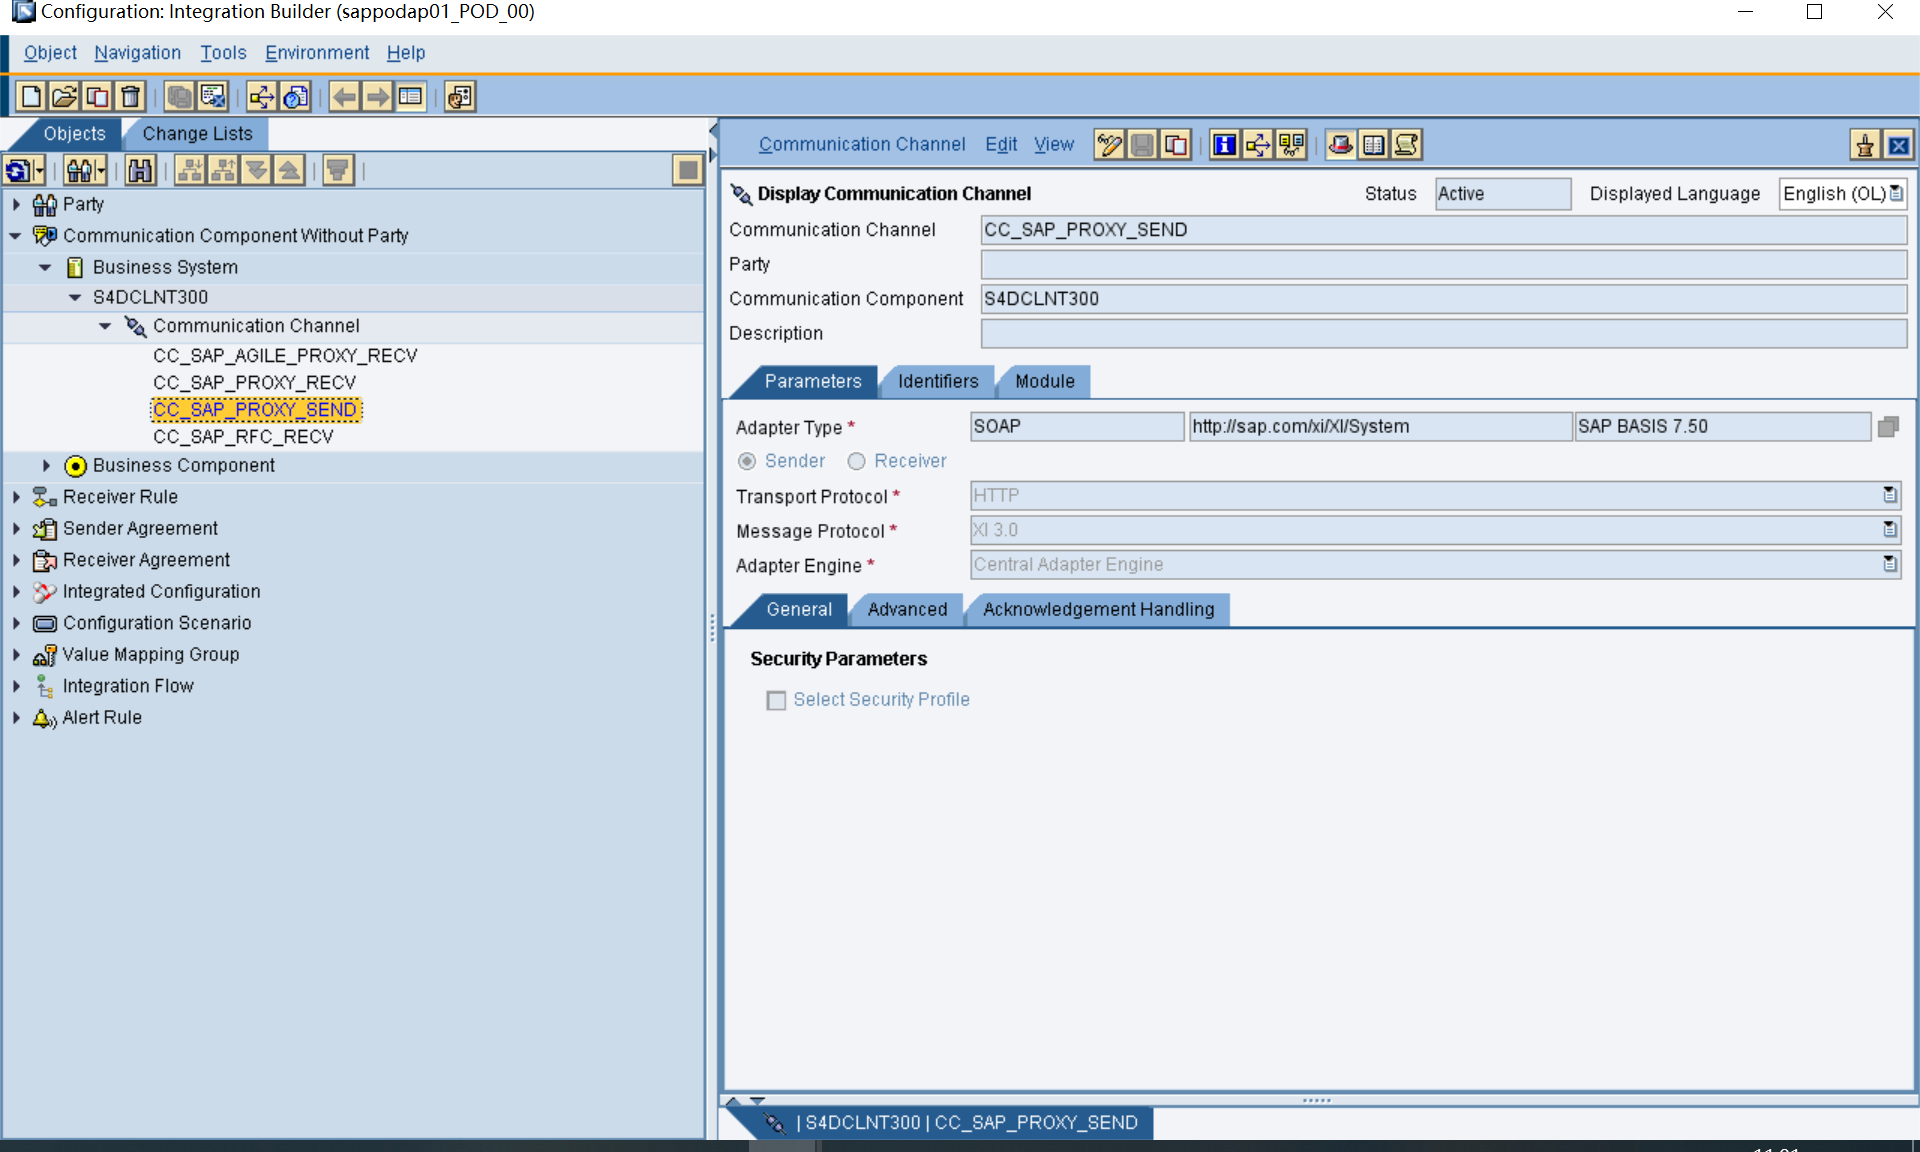 Configuration: Integration Builder (sappodap01_POD_00)
Object Navigation Tools Environment Help
Objects Change Lists
Party
Communication Component Without Party
Business System
S4DCLNT300
Communication Channel
CC_SAP_AGILE_PROXY_RECV
CC_SAP_PROXY_RECV
CC_SAP_PROXY_SEND
CC_SAP_RFC_RECV
Business Component
Receiver Rule
Sender Agreement
Receiver Agreement
Integrated Configuration
Configuration Scenario
Value Mapping Group
Integration Flow
Alert Rule
Communication Channel Edit View
Display Communication Channel Status Active Displayed Language English (OL)
Communication Channel CC_SAP_PROXY_SEND
Party
Communication Component S4DCLNT300
Description
Parameters Identifiers Module
Adapter Type * SOAP http://sap.com/xi/XI/System SAP BASIS 7.50
Sender Receiver
Transport Protocol * HTTP
Message Protocol * XI 3.0
Adapter Engine * Central Adapter Engine
General Advanced Acknowledgement Handling
Security Parameters
Select Security Profile
| S4DCLNT300 | CC_SAP_PROXY_SEND